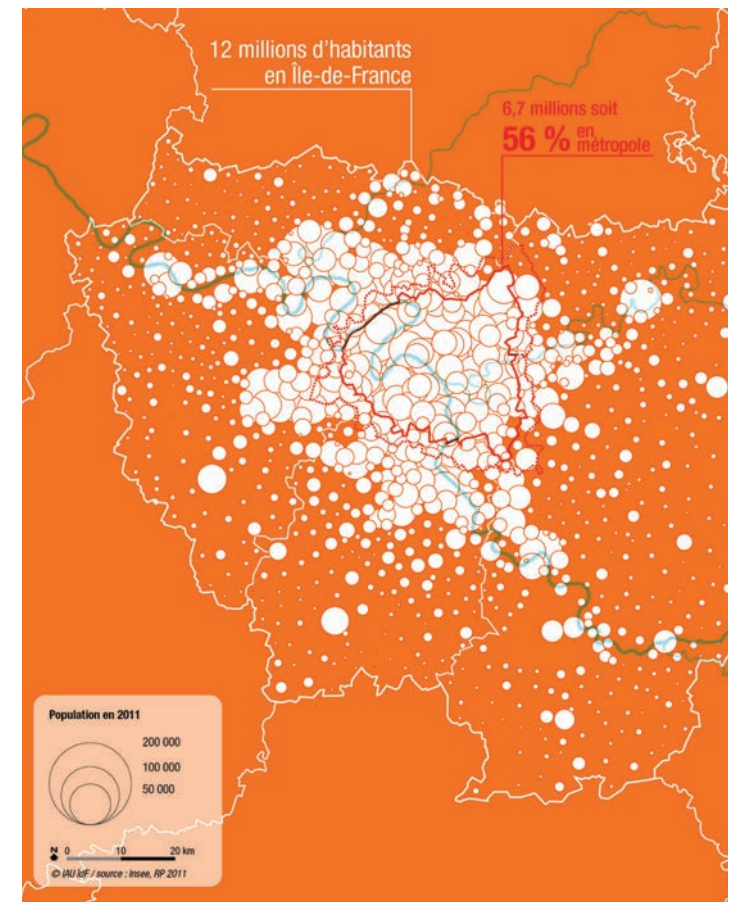 12 millions d’habitants
en Île-de-France
6,7 millions soit
56 % en
métropole
Population en 2011
200 000
100 000
50 000
0 10 20 km
© IAU îdF / source : Insee, RP 2011